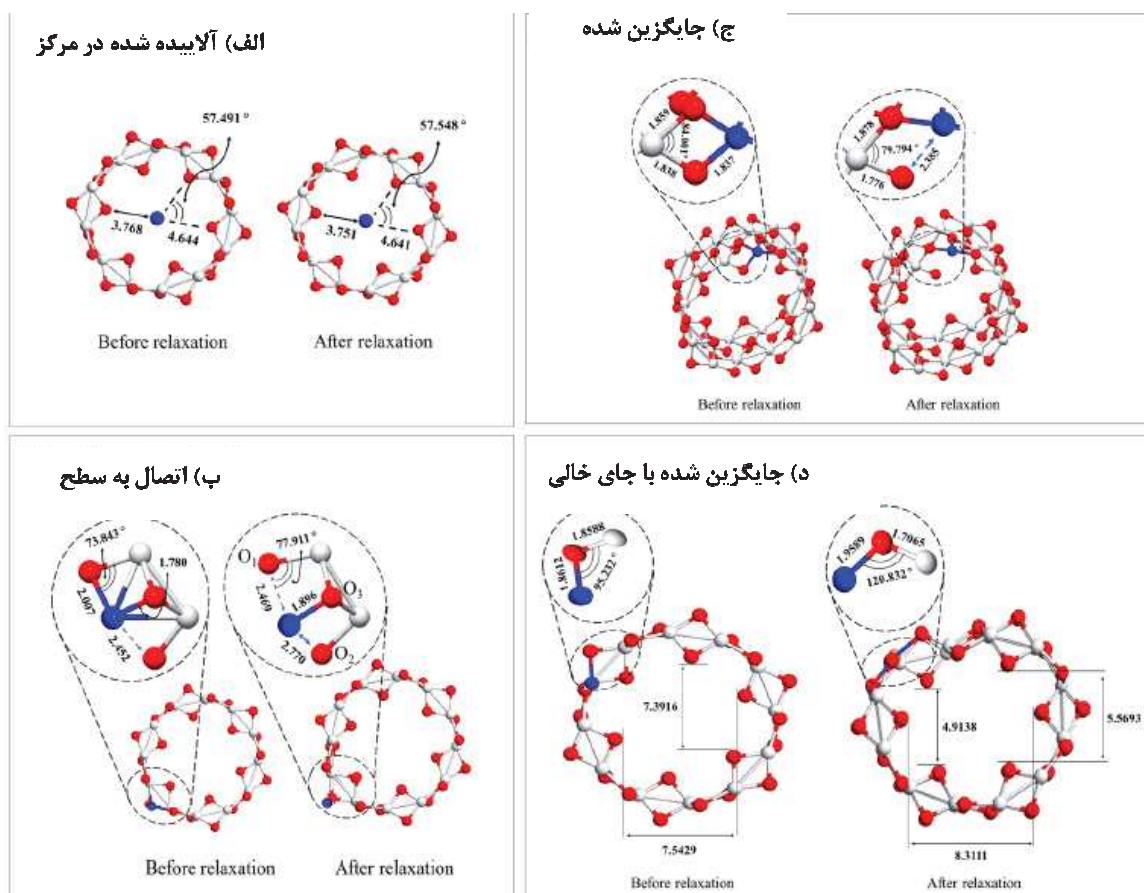 الف) آلاییده شده در مرکز
57.491°
57.548°
3.768
4.644
3.751
4.641
Before relaxation
After relaxation
ج) جایگزین شده
1.859
84.001°
1.838
1.837
1.878
79.794°
1.776
2.385
Before relaxation
After relaxation
ب) اتصال به سطح
73.843°
1.780
2.007
2.452
O1
77.911°
2.469
1.896
O3
2.770
O2
Before relaxation
After relaxation
د) جایگزین شده با جای خالی
1.8588
1.8612
95.232°
1.9589
1.7065
120.832°
7.3916
7.5429
4.9138
5.5693
8.3111
Before relaxation
After relaxation